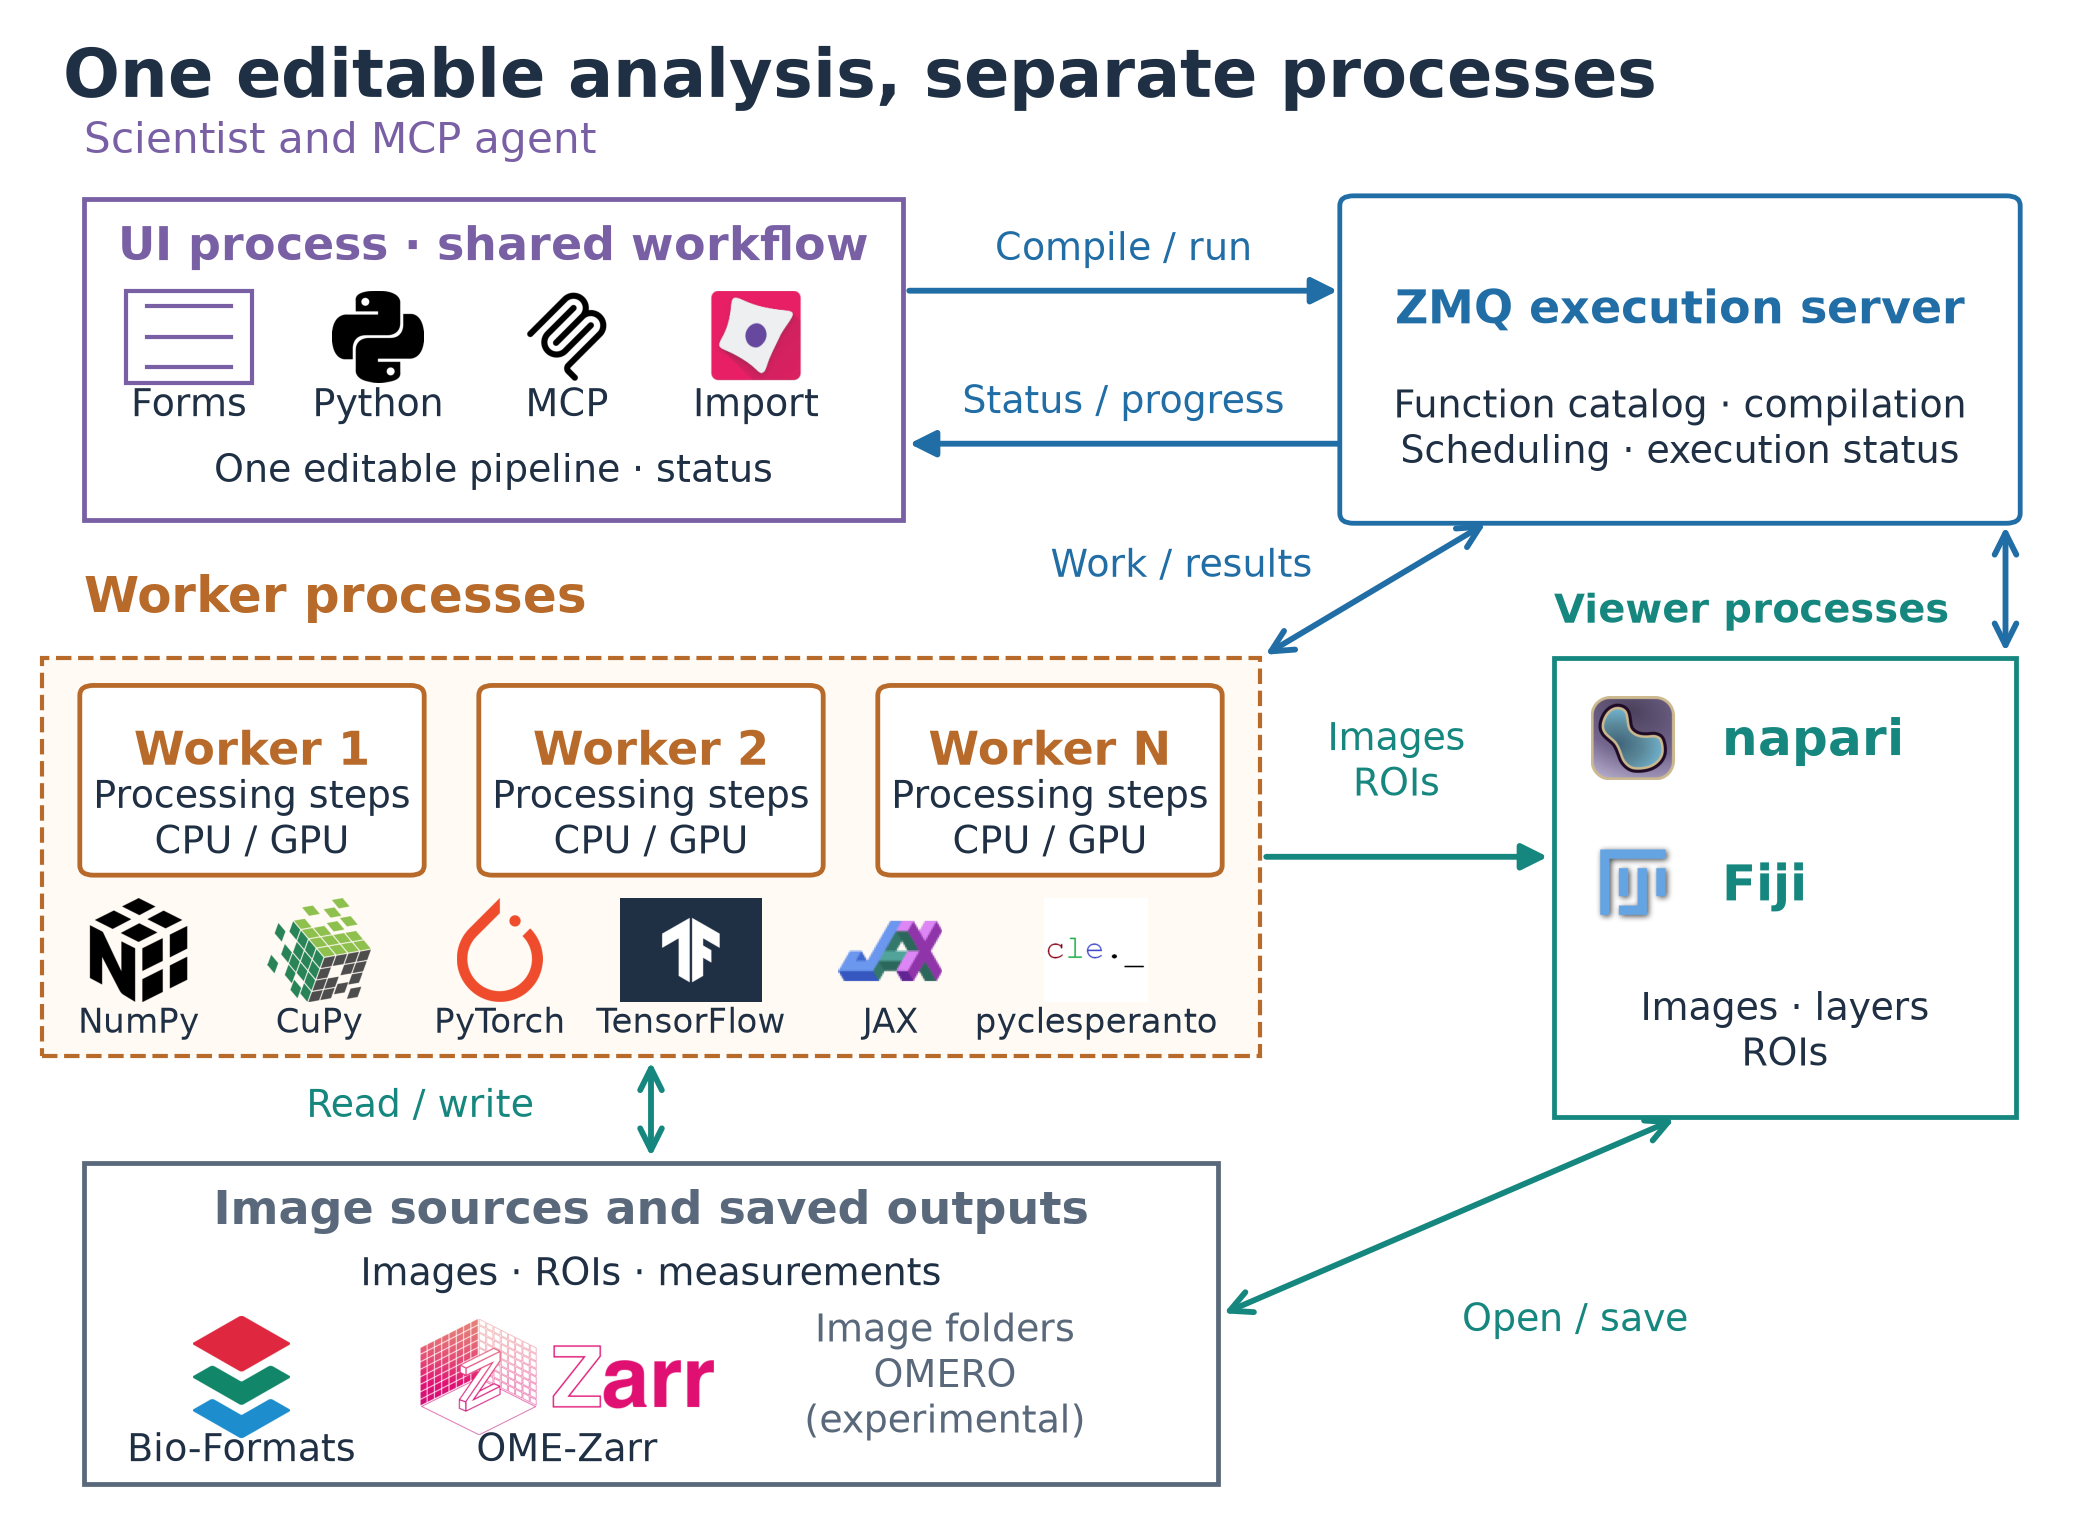 One editable analysis, separate processes
Scientist and MCP agent
UI process · shared workflow
Forms
Python
MCP
Import
One editable pipeline · status
Compile / run
Status / progress
ZMQ execution server
Function catalog · compilation
Scheduling · execution status
Work / results
Worker processes
Worker 1
Processing steps
CPU / GPU
Worker 2
Processing steps
CPU / GPU
Worker N
Processing steps
CPU / GPU
N
TF
JAX
cle._
NumPy
CuPy
PyTorch
TensorFlow
JAX
pyclesperanto
Images
ROIs
Viewer processes
napari
Fiji
Images · layers
ROIs
Read / write
Image sources and saved outputs
Images · ROIs · measurements
Z
Zarr
Bio-Formats
OME-Zarr
Image folders
OMERO
(experimental)
Open / save